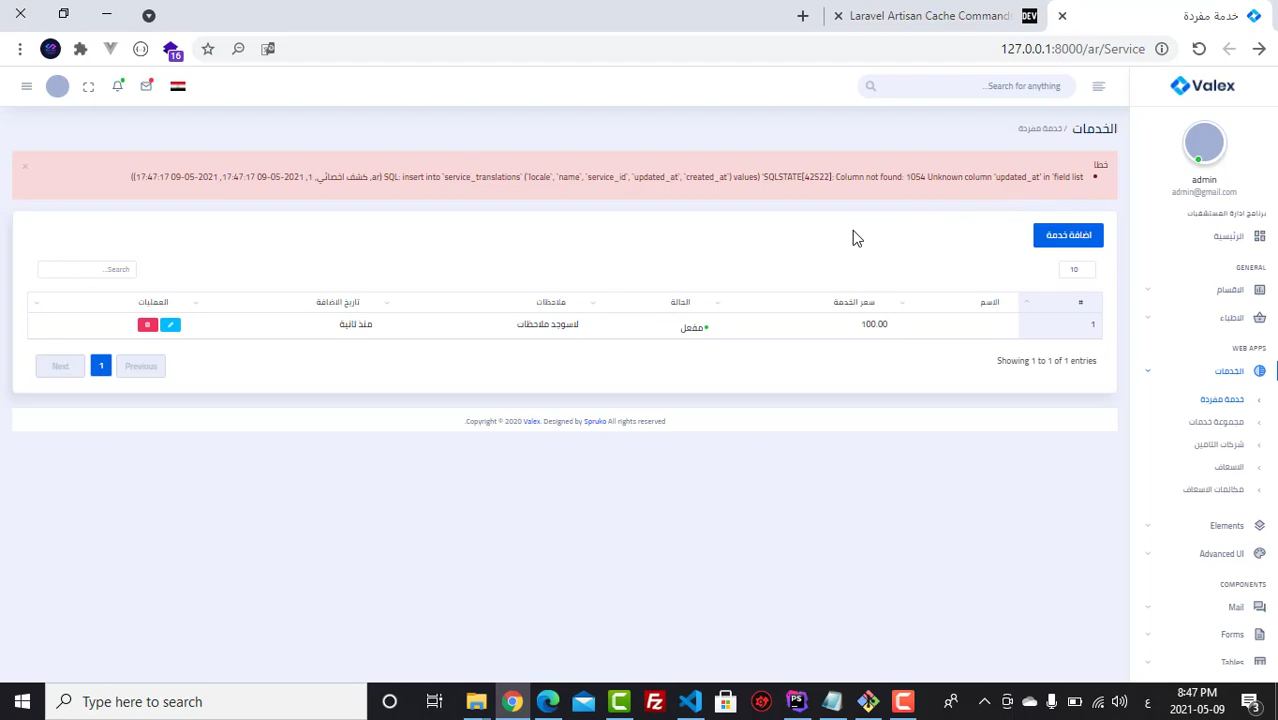 خدمة مفردة
Laravel Artisan Cache Commands
DEV
127.0.0.1:8000/ar/Service
16
Valex
Search for anything...
admin
admin@gmail.com
برنامج ادارة المستشفيات
الرئيسية
GENERAL
الاقسام
الاطباء
WEB APPS
الخدمات
خدمة مفردة
مجموعة خدمات
شركات التامين
الاسعاف
مكالمات الاسعاف
Elements
Advanced UI
COMPONENTS
Mail
Forms
Tables
الخدمات / خدمة مفردة
خطا
SQLSTATE[42S22]: Column not found: 1054 Unknown column 'updated_at' in 'field list' (SQL: insert into `service_translations` (`locale`, `name`, `service_id`, `updated_at`, `created_at`) values (ar, كشف اخصائي, 1, 2021-05-09 17:47:17, 2021-05-09 17:47:17))
×
اضافة خدمة
10
Search...
# الاسم سعر الخدمة الحالة ملاحظات تاريخ الاضافة العمليات
1 100.00 مفعل لاسوجد ملاحظات منذ ثانية
Showing 1 to 1 of 1 entries
Previous 1 Next
Copyright © 2020 Valex. Designed by Spruko All rights reserved.
Type here to search
PS
ع
8:47 PM
2021-05-09
3